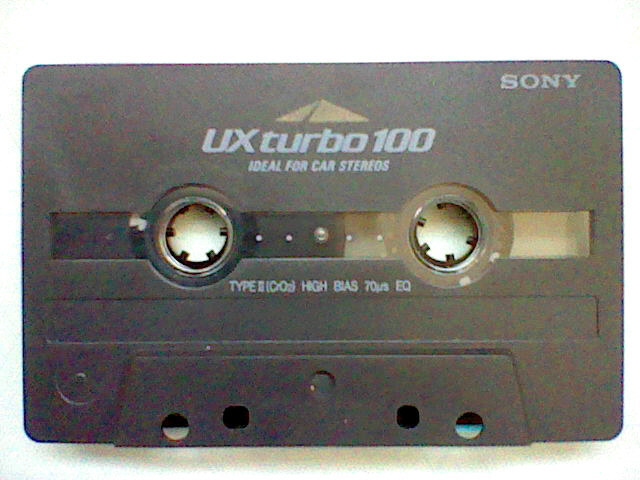 SONY
UX turbo 100
IDEAL FOR CAR STEREOS
TYPE II (CrO₂) HIGH BIAS 70µs EQ